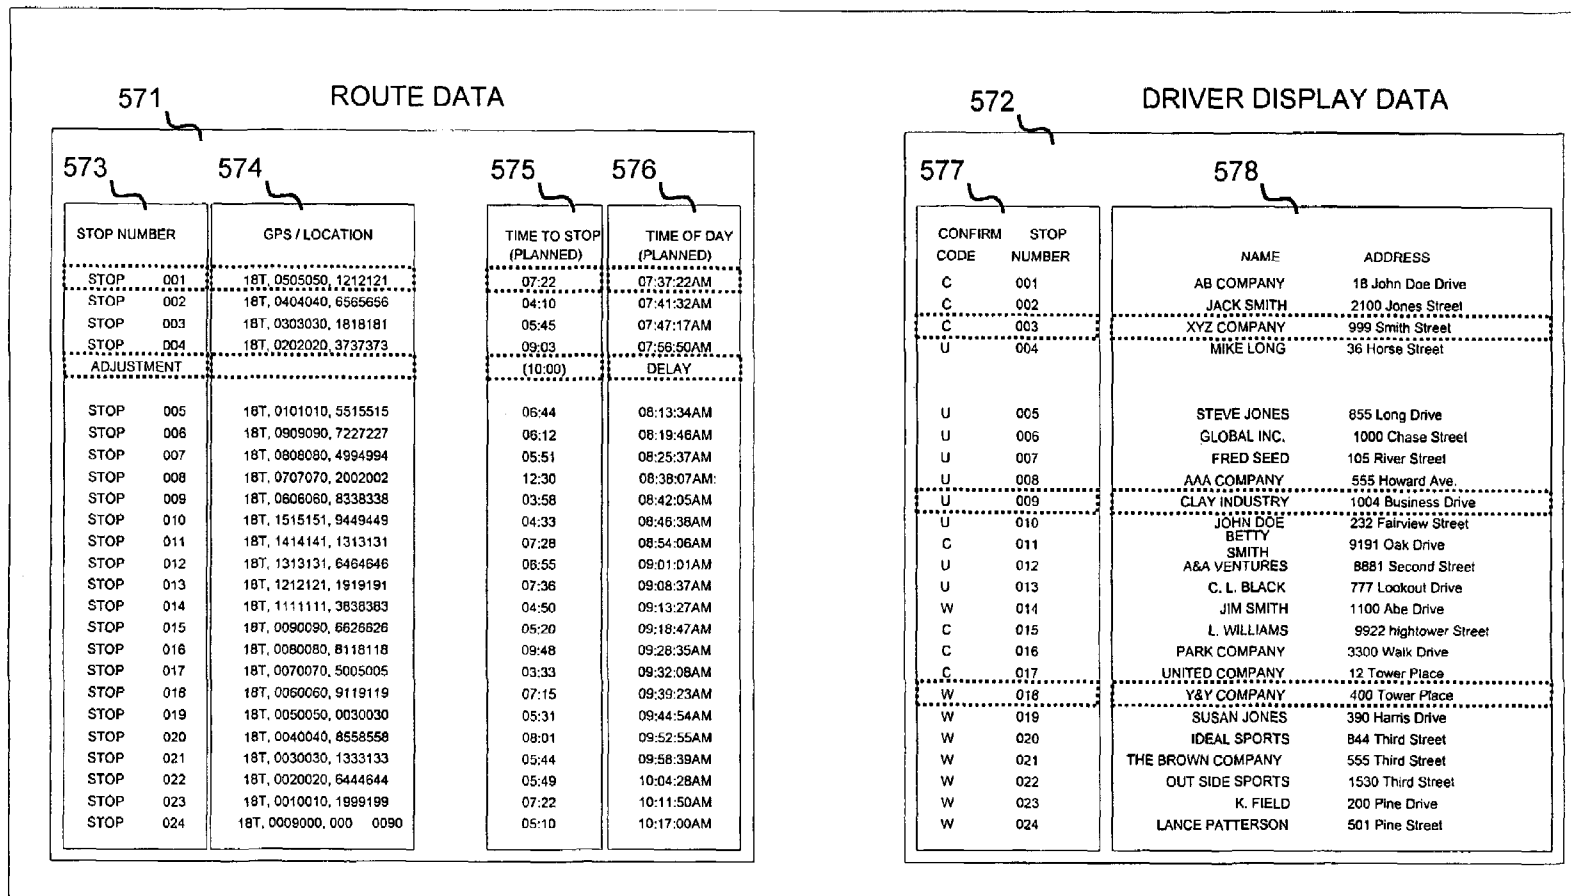 571 ROUTE DATA
573 574 575 576
STOP NUMBER GPS / LOCATION TIME TO STOP (PLANNED) TIME OF DAY (PLANNED)
STOP 001 18T, 0505050, 1212121 07:22 07:37:22AM
STOP 002 18T, 0404040, 6565656 04:10 07:41:32AM
STOP 003 18T, 0303030, 1818181 05:45 07:47:17AM
STOP 004 18T, 0202020, 3737373 09:03 07:56:50AM
ADJUSTMENT (10:00) DELAY
STOP 005 18T, 0101010, 5515515 06:44 08:13:34AM
STOP 006 18T, 0909090, 7227227 06:12 08:19:46AM
STOP 007 18T, 0808080, 4994994 05:51 08:25:37AM
STOP 008 18T, 0707070, 2002002 12:30 08:38:07AM:
STOP 009 18T, 0606060, 8338338 03:58 08:42:05AM
STOP 010 18T, 1515151, 9449449 04:33 08:46:38AM
STOP 011 18T, 1414141, 1313131 07:28 08:54:06AM
STOP 012 18T, 1313131, 6464646 06:55 09:01:01AM
STOP 013 18T, 1212121, 1919191 07:36 09:08:37AM
STOP 014 18T, 1111111, 3838383 04:50 09:13:27AM
STOP 015 18T, 0090090, 6626626 05:20 09:18:47AM
STOP 016 18T, 0080080, 8118118 09:48 09:28:35AM
STOP 017 18T, 0070070, 5005005 03:33 09:32:08AM
STOP 018 18T, 0060060, 9119119 07:15 09:39:23AM
STOP 019 18T, 0050050, 0030030 05:31 09:44:54AM
STOP 020 18T, 0040040, 8558558 08:01 09:52:55AM
STOP 021 18T, 0030030, 1333133 05:44 09:58:39AM
STOP 022 18T, 0020020, 6444644 05:49 10:04:28AM
STOP 023 18T, 0010010, 1999199 07:22 10:11:50AM
STOP 024 18T, 0009000, 000 0090 05:10 10:17:00AM
572 DRIVER DISPLAY DATA
577 578
CONFIRM CODE STOP NUMBER NAME ADDRESS
C 001 AB COMPANY 18 John Doe Drive
C 002 JACK SMITH 2100 Jones Street
C 003 XYZ COMPANY 999 Smith Street
U 004 MIKE LONG 36 Horse Street
U 005 STEVE JONES 855 Long Drive
U 006 GLOBAL INC. 1000 Chase Street
U 007 FRED SEED 105 River Street
U 008 AAA COMPANY 555 Howard Ave.
U 009 CLAY INDUSTRY 1004 Business Drive
U 010 JOHN DOE 232 Fairview Street
C 011 BETTY SMITH 9191 Oak Drive
U 012 A&A VENTURES 8881 Second Street
U 013 C. L. BLACK 777 Lookout Drive
W 014 JIM SMITH 1100 Abe Drive
C 015 L. WILLIAMS 9922 hightower Street
C 016 PARK COMPANY 3300 Walk Drive
C 017 UNITED COMPANY 12 Tower Place
W 018 Y&Y COMPANY 400 Tower Place
W 019 SUSAN JONES 390 Harris Drive
W 020 IDEAL SPORTS 844 Third Street
W 021 THE BROWN COMPANY 555 Third Street
W 022 OUT SIDE SPORTS 1530 Third Street
W 023 K. FIELD 200 Pine Drive
W 024 LANCE PATTERSON 501 Pine Street